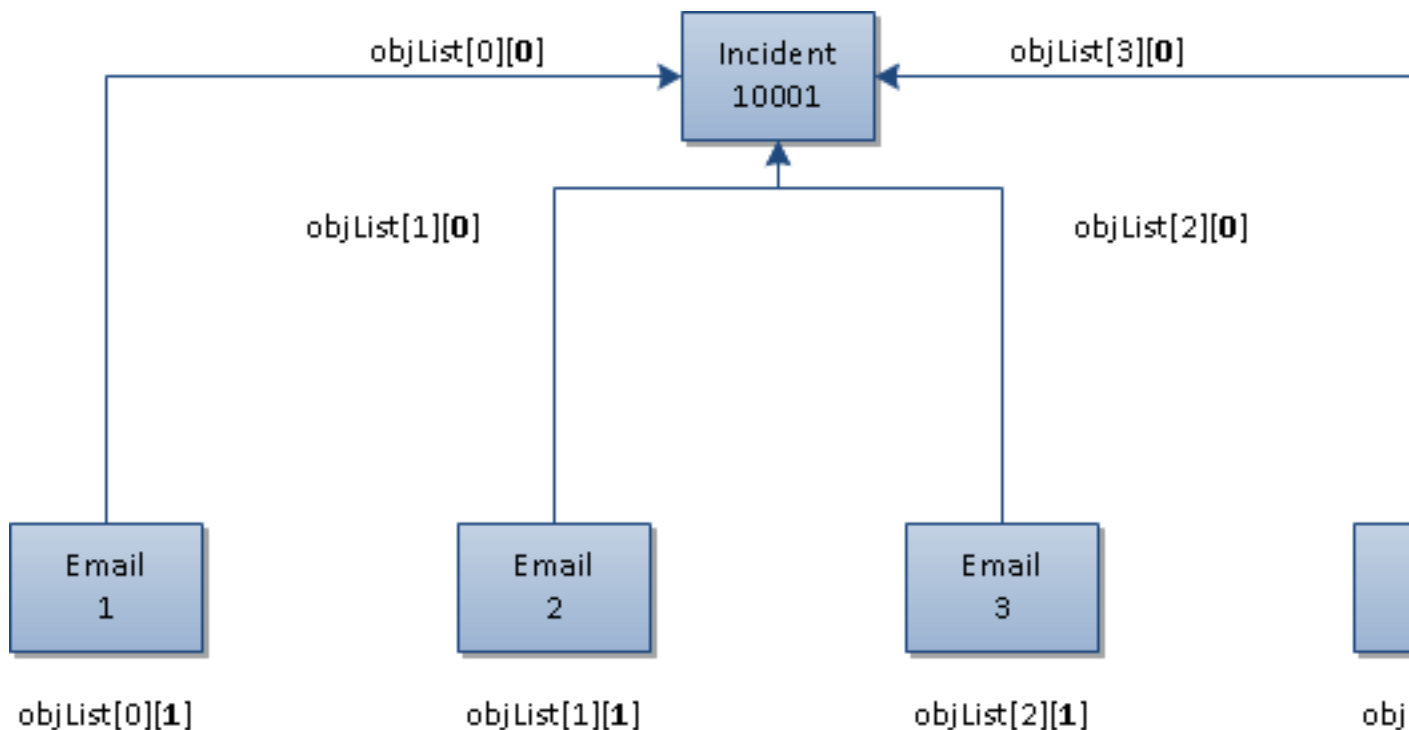 objList[0][0]
Incident
10001
objList[3][0]
objList[1][0]
objList[2][0]
Email
1
Email
2
Email
3
objList[0][1]
objList[1][1]
objList[2][1]
obj